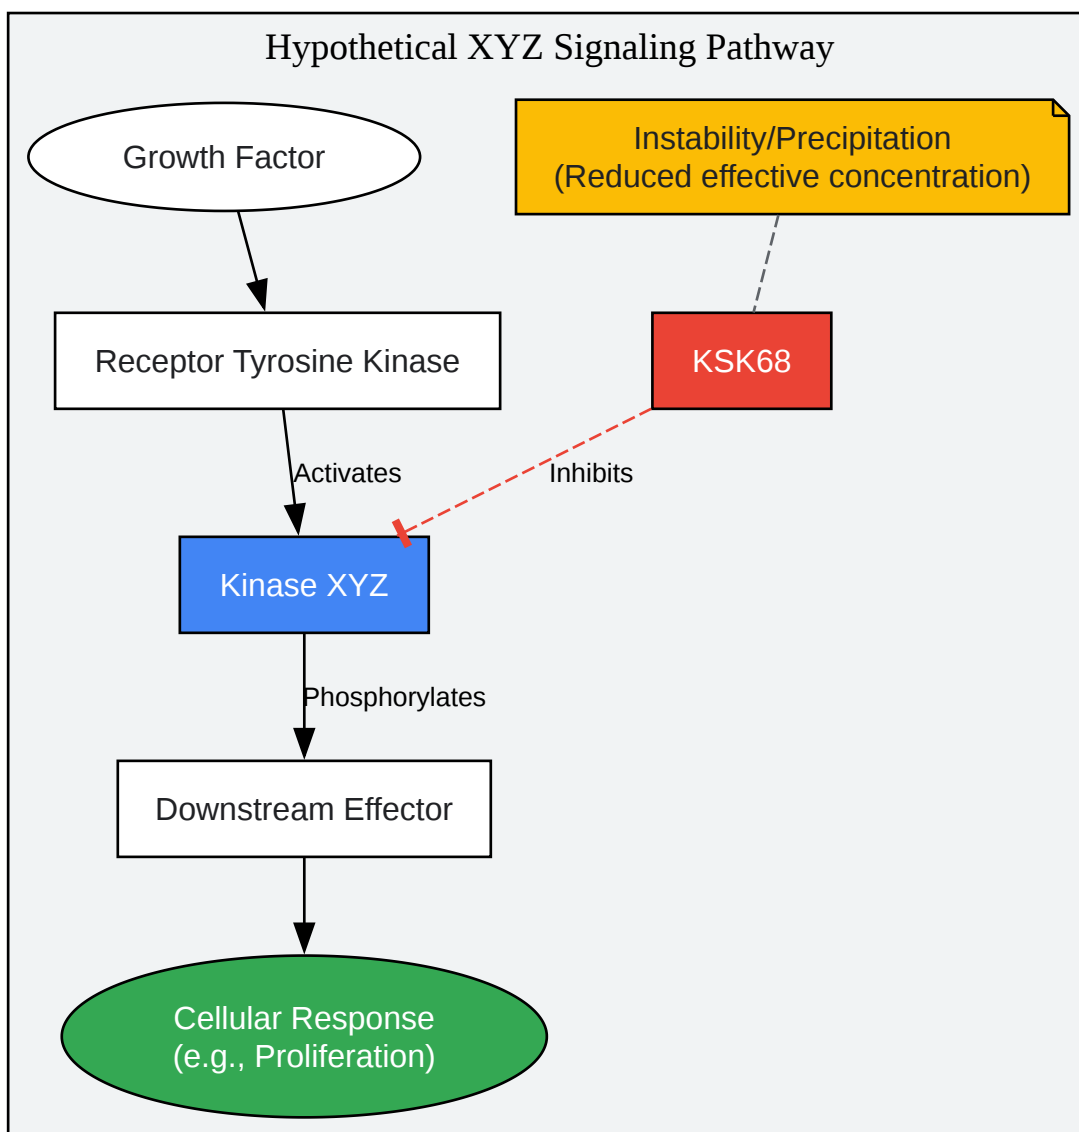 Hypothetical XYZ Signaling Pathway
Growth Factor
Instability/Precipitation
(Reduced effective concentration)
Receptor Tyrosine Kinase
KSK68
Activates
Inhibits
Kinase XYZ
Phosphorylates
Downstream Effector
Cellular Response
(e.g., Proliferation)